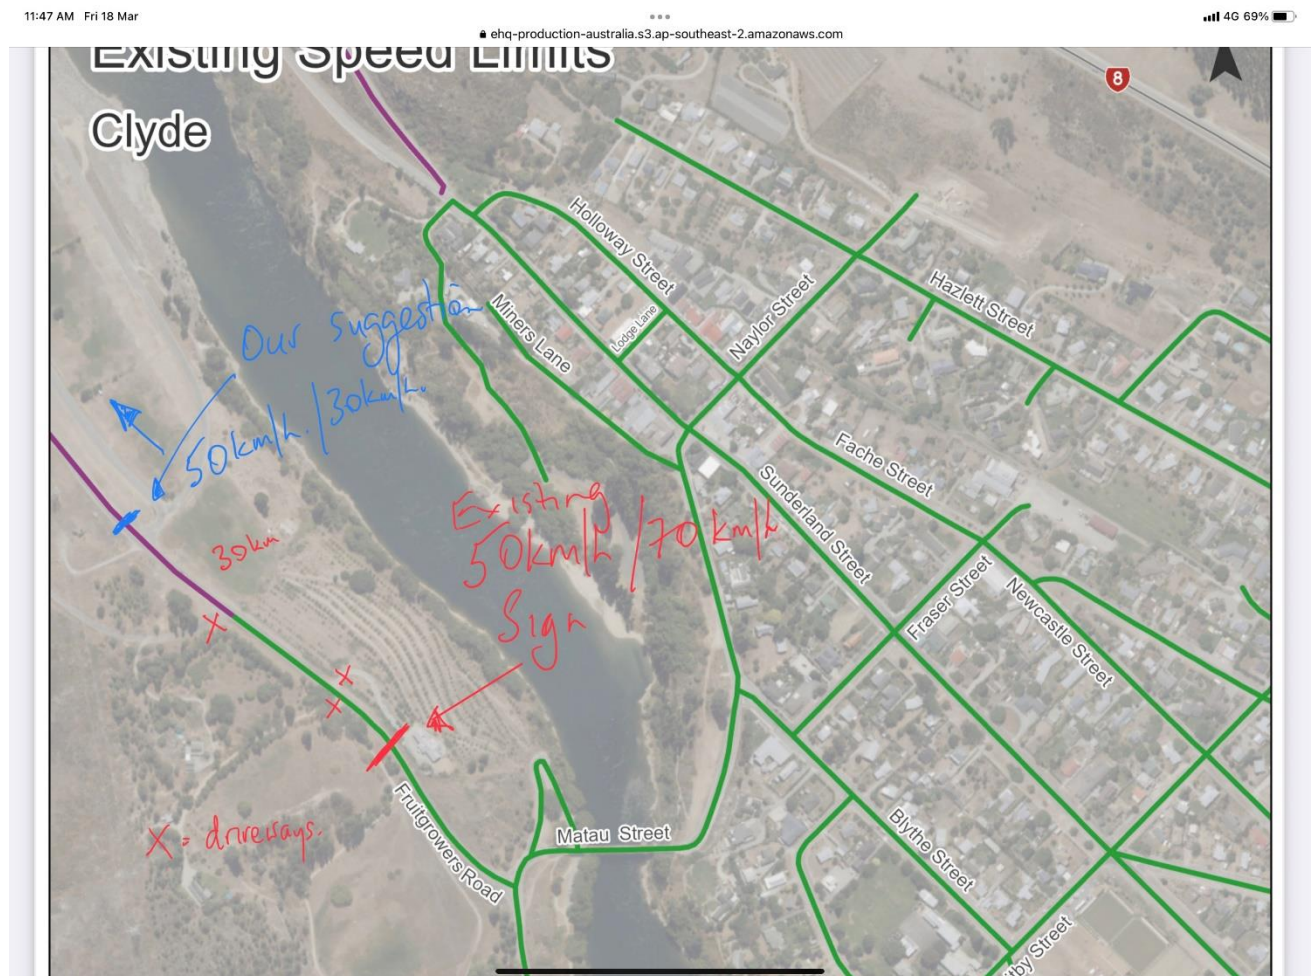 11:47 AM Fri 18 Mar
4G 69%
ehq-production-australia.s3.ap-southeast-2.amazonaws.com
Existing Speed Limits
Clyde
8
Holloway Street
Hazlett Street
Naylor Street
Lodge Lane
Miners Lane
Our suggestion
50km/h./30km/h.
Fache Street
Sunderland Street
Existing
50km/h/70km/h
Sign
30km
Fraser Street
Newcastle Street
X
X
X
Fruitgrowers Road
Matau Street
Blythe Street
X = driveways.
tby Street